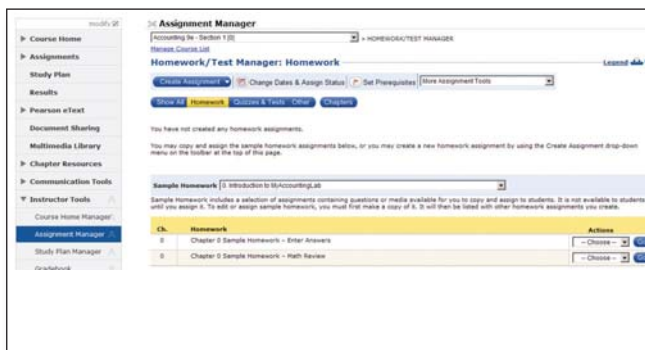 modify
Course Home
Assignments
Study Plan
Results
Pearson eText
Document Sharing
Multimedia Library
Chapter Resources
Communication Tools
Instructor Tools
Course Home Manager
Assignment Manager
Study Plan Manager
Gradebook
Assignment Manager
Accounting 9e - Section 1 [0] > HOMEWORK/TEST MANAGER
Manage Course List
Homework/Test Manager: Homework Legend
Create Assignment Change Dates & Assign Status Set Prerequisites More Assignment Tools
Show All Homework Quizzes & Tests Other Chapters
You have not created any homework assignments.
You may copy and assign the sample homework assignments below, or you may create a new homework assignment by using the Create Assignment drop-down
menu on the toolbar at the top of this page.
Sample Homework 0. Introduction to MyAccountingLab
Sample Homework includes a selection of assignments containing questions or media available for you to copy and assign to students. It is not available to students
until you assign it. To edit or assign sample homework, you must first make a copy of it. It will then be listed with other homework assignments you create.
Ch. Homework Actions
0 Chapter 0 Sample Homework - Enter Answers -- Choose --
0 Chapter 0 Sample Homework - Math Review -- Choose --